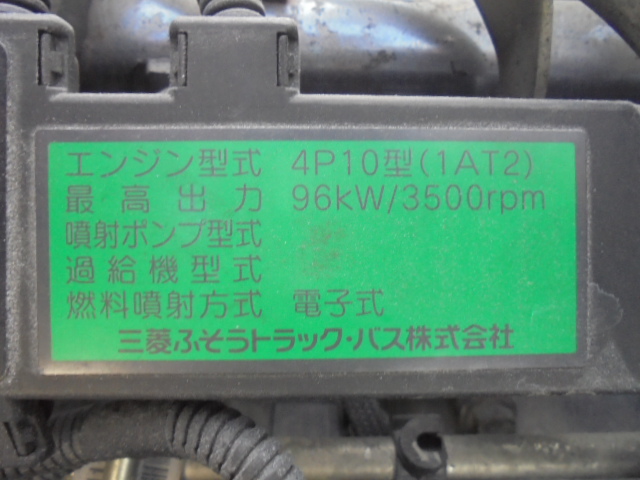 エンジン型式 4P10型(1AT2)
最高出力 96kW/3500rpm
噴射ポンプ型式
過給機型式
燃料噴射方式 電子式
三菱ふそうトラック・バス株式会社